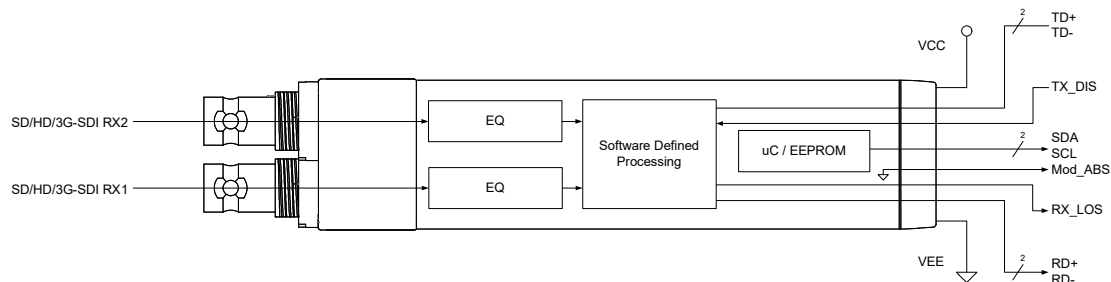 2
TD+
TD-
VCC
TX_DIS
SD/HD/3G-SDI RX2
EQ
Software Defined
Processing
uC / EEPROM
2
SDA
SCL
Mod_ABS
SD/HD/3G-SDI RX1
EQ
RX_LOS
VEE
2
RD+
RD-